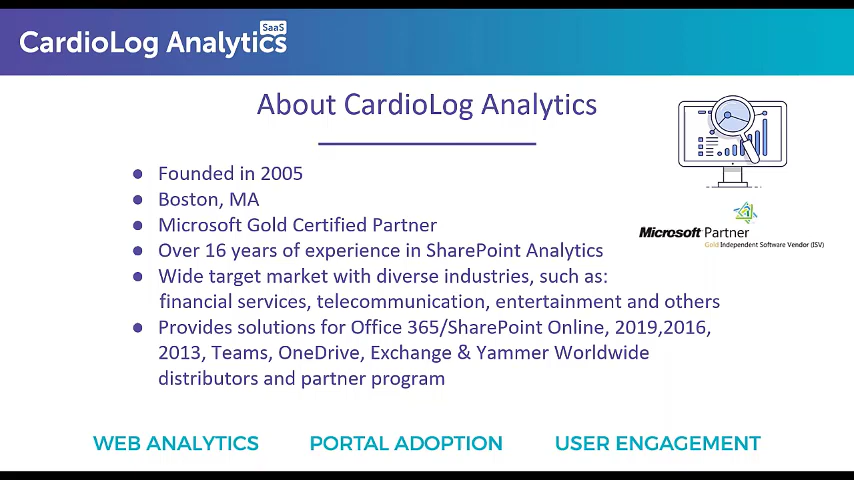 SaaS
CardioLog Analytics
About CardioLog Analytics
● Founded in 2005
● Boston, MA
● Microsoft Gold Certified Partner
● Over 16 years of experience in SharePoint Analytics
● Wide target market with diverse industries, such as:
financial services, telecommunication, entertainment and others
● Provides solutions for Office 365/SharePoint Online, 2019,2016,
2013, Teams, OneDrive, Exchange & Yammer Worldwide
distributors and partner program
Microsoft Partner
Gold Independent Software Vendor (ISV)
WEB ANALYTICS PORTAL ADOPTION USER ENGAGEMENT